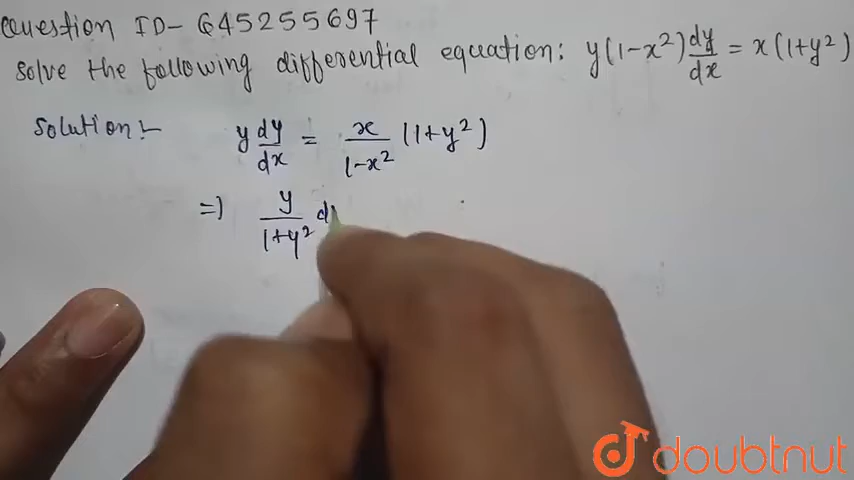 Question ID- 645255697
Solve the following differential equation: y(1-x²)dy/dx = x(1+y²)
Solution:- y dy/dx = x/(1-x²) (1+y²)
=) y/(1+y²) dy
doubtnut